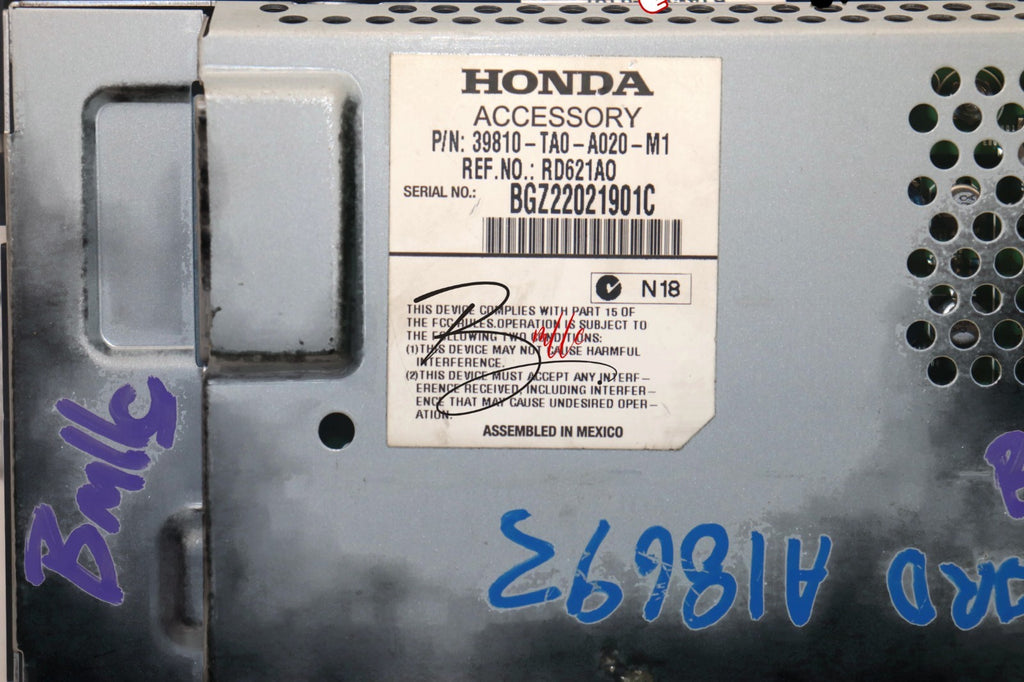 HONDA
ACCESSORY
P/N: 39810-TA0-A020-M1
REF.NO.: RD621A0
SERIAL NO.: BGZ22021901C
N18
THIS DEVICE COMPLIES WITH PART 15 OF
THE FCC RULES.OPERATION IS SUBJECT TO
THE FOLLOWING TWO CONDITIONS:
(1)THIS DEVICE MAY NOT CAUSE HARMFUL
INTERFERENCE.
(2)THIS DEVICE MUST ACCEPT ANY INTERF-
ERENCE RECEIVED, INCLUDING INTERFER-
ENCE THAT MAY CAUSE UNDESIRED OPER-
ATION.
ASSEMBLED IN MEXICO
A18693